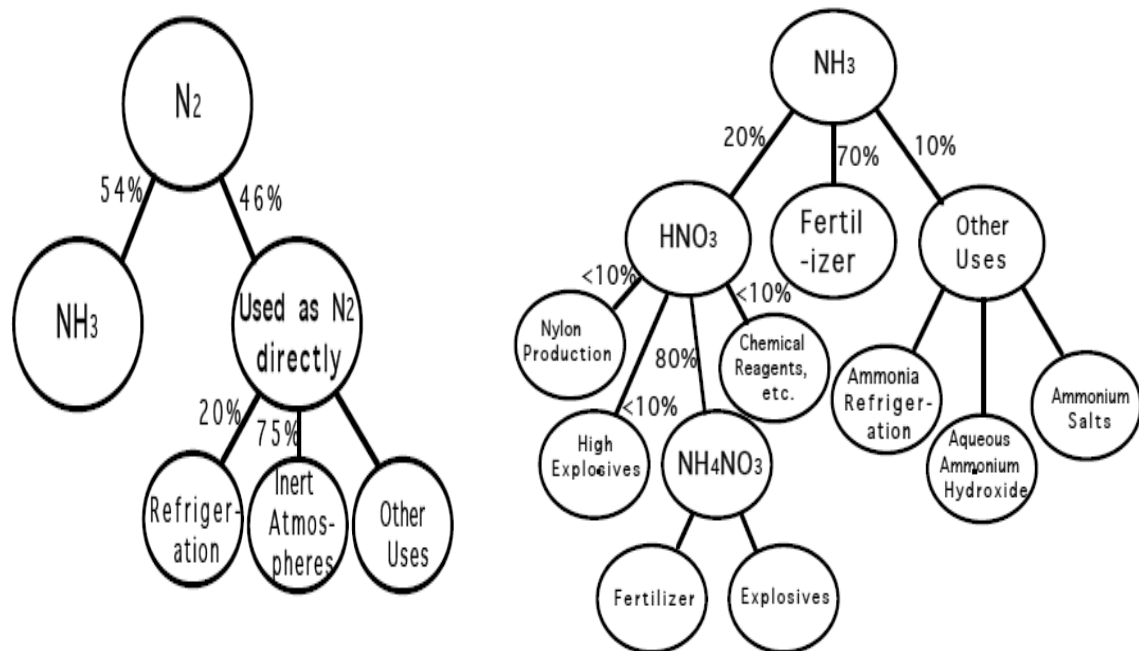 N2
54%
46%
NH3
Used as N2
directly
20%
75%
Refriger-
ation
Inert
Atmos-
pheres
Other
Uses
NH3
20%
70%
10%
HNO3
Fertil
-izer
Other
Uses
<10%
<10%
Nylon
Production
80%
<10%
Chemical
Reagents,
etc.
High
Explosives
NH4NO3
Ammonia
Refriger-
ation
Aqueous
Ammonium
Hydroxide
Ammonium
Salts
Fertilizer
Explosives